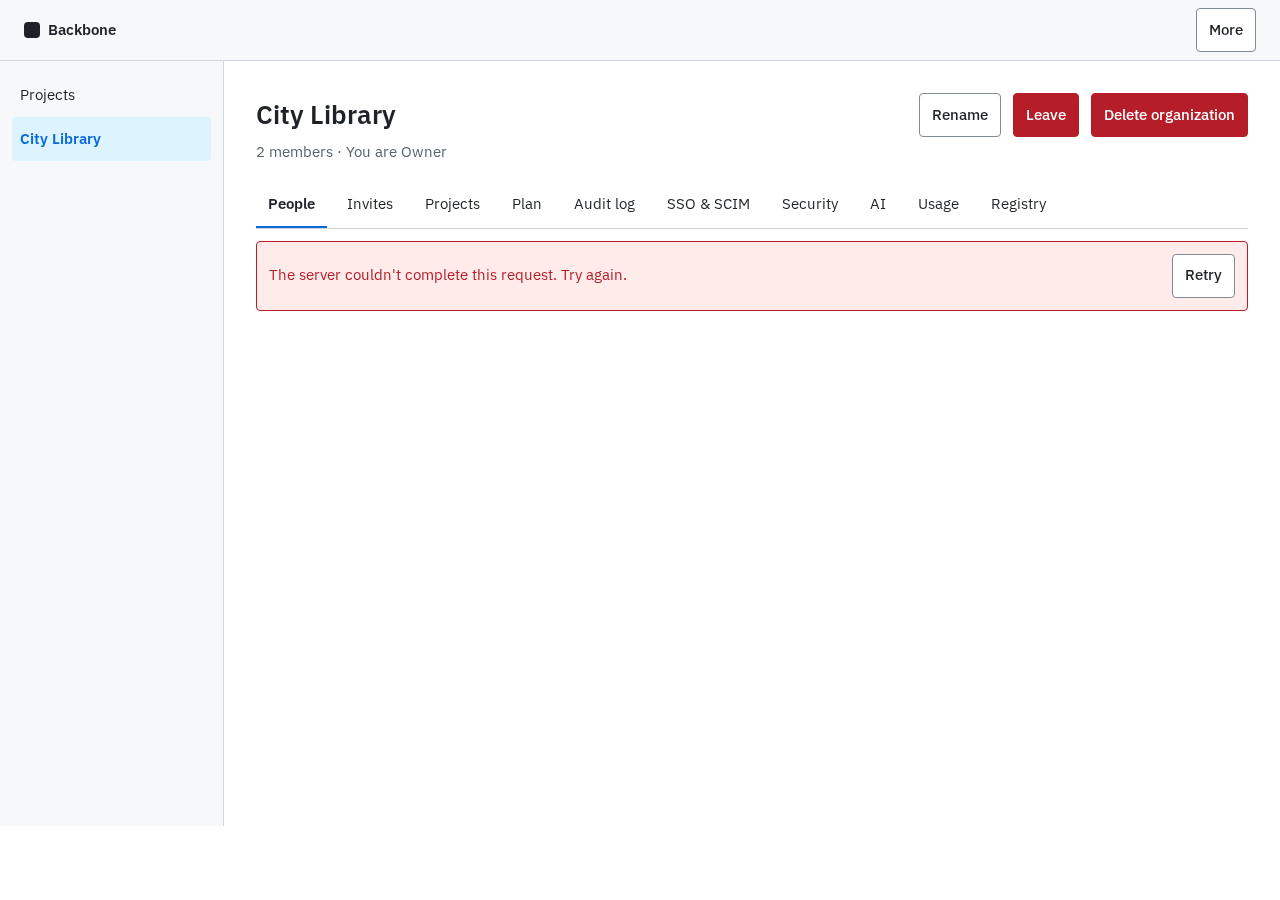 Backbone
More
Projects
City Library
City Library
Rename
Leave
Delete organization
2 members · You are Owner
People
Invites
Projects
Plan
Audit log
SSO & SCIM
Security
AI
Usage
Registry
The server couldn't complete this request. Try again.
Retry